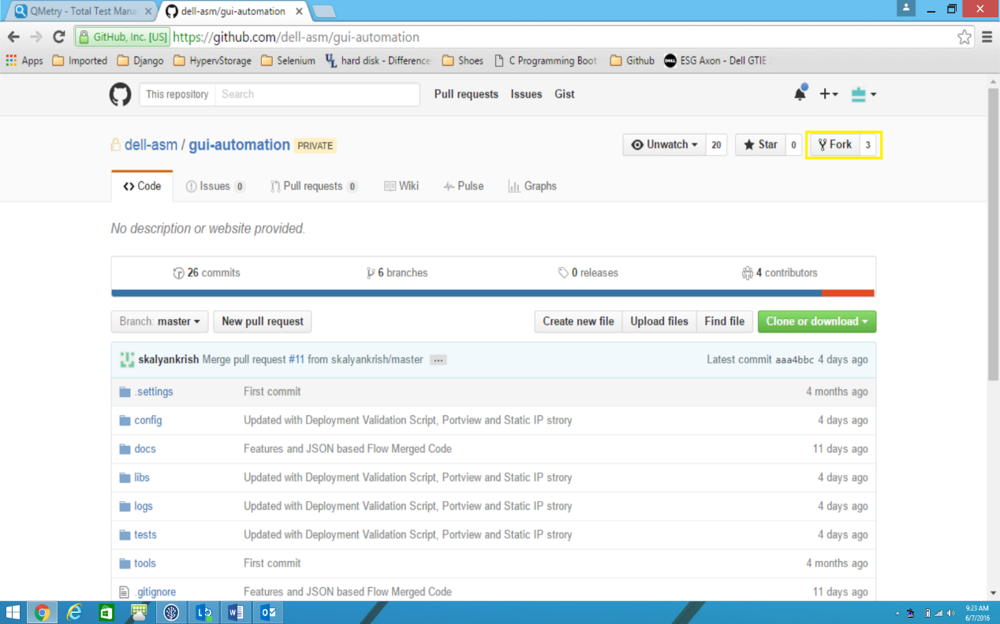 QMetry - Total Test Mana
dell-asm/gui-automation
GitHub, Inc. [US] https://github.com/dell-asm/gui-automation
Apps Imported Django HypervStorage Selenium hard disk - Difference Shoes C Programming Boot Github ESG Axon - Dell GTIE
This repository Search Pull requests Issues Gist
dell-asm / gui-automation PRIVATE Unwatch 20 Star 0 Fork 3
Code Issues 0 Pull requests 0 Wiki Pulse Graphs
No description or website provided.
26 commits 6 branches 0 releases 4 contributors
Branch: master New pull request Create new file Upload files Find file Clone or download
skalyankrish Merge pull request #11 from skalyankrish/master ... Latest commit aaa4bbc 4 days ago
.settings First commit 4 months ago
config Updated with Deployment Validation Script, Portview and Static IP strory 4 days ago
docs Features and JSON based Flow Merged Code 11 days ago
libs Updated with Deployment Validation Script, Portview and Static IP strory 4 days ago
logs Updated with Deployment Validation Script, Portview and Static IP strory 4 days ago
tests Updated with Deployment Validation Script, Portview and Static IP strory 4 days ago
tools First commit 4 months ago
.gitignore Features and JSON based Flow Merged Code 11 days ago
9:23 AM
6/7/2016